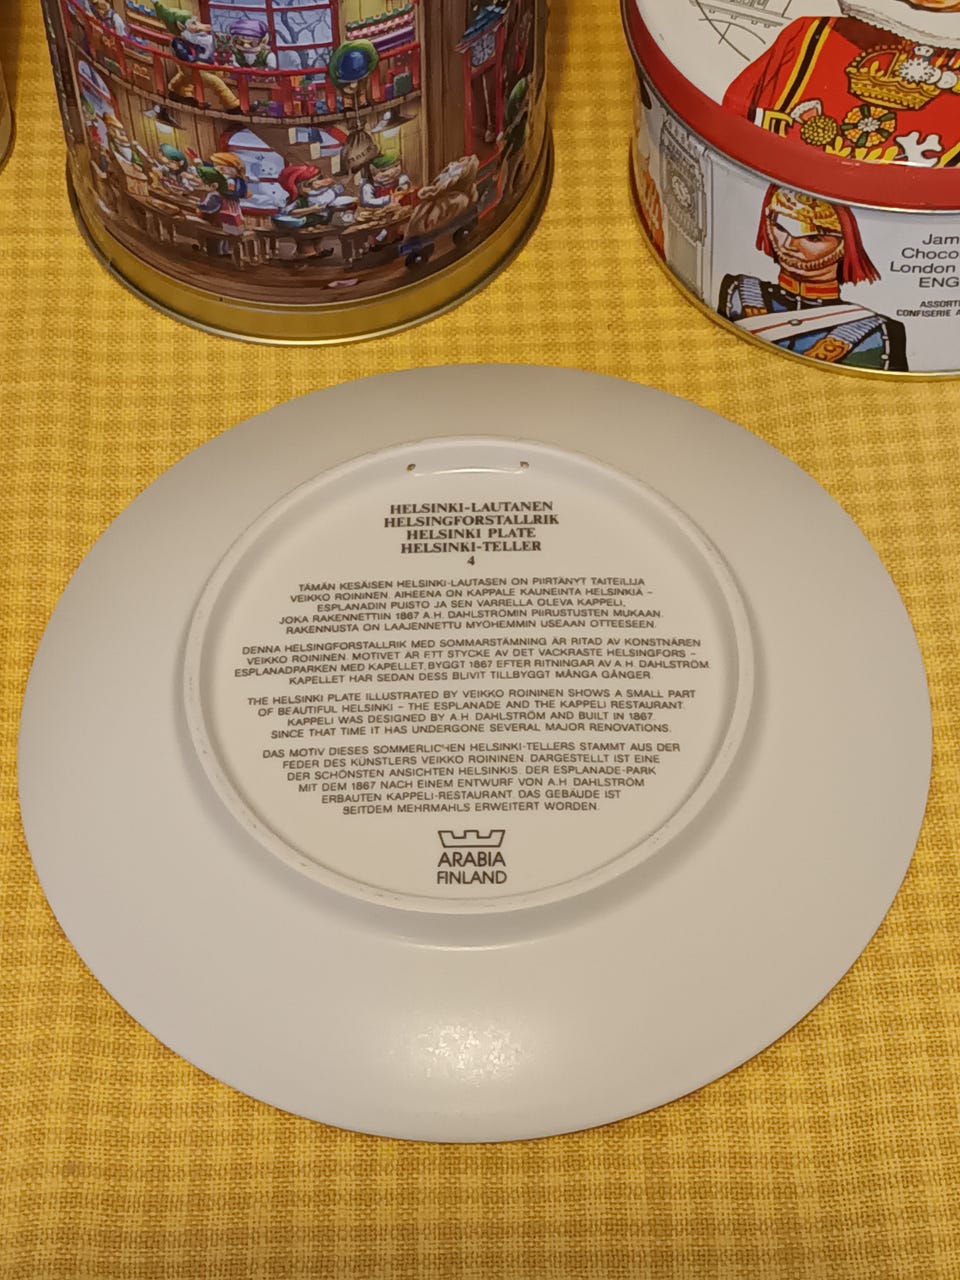 Jam
Choco
London
ENG
ASSORT
CONFISERIE A
HELSINKI-LAUTANEN
HELSINGFORSTALLRIK
HELSINKI PLATE
HELSINKI-TELLER
4
TÄMÄN KESÄISEN HELSINKI-LAUTASEN ON PIIRTÄNYT TAITEILIJA
VEIKKO ROININEN. AIHEENA ON KAPPALE KAUNEINTA HELSINKIÄ –
ESPLANADIN PUISTO JA SEN VARRELLA OLEVA KAPPELI,
JOKA RAKENNETTIIN 1867 A.H. DAHLSTRÖMIN PIIRUSTUSTEN MUKAAN.
RAKENNUSTA ON LAAJENNETTU MYÖHEMMIN USEAAN OTTEESEEN.
DENNA HELSINGFORSTALLRIK MED SOMMARSTÄMNING ÄR RITAD AV KONSTNÄREN
VEIKKO ROININEN. MOTIVET ÄR ETT STYCKE AV DET VACKRASTE HELSINGFORS –
ESPLANADPARKEN MED KAPELLET, BYGGT 1867 EFTER RITNINGAR AV A.H. DAHLSTRÖM.
KAPELLET HAR SEDAN DESS BLIVIT TILLBYGGT MÅNGA GÅNGER.
THE HELSINKI PLATE ILLUSTRATED BY VEIKKO ROININEN SHOWS A SMALL PART
OF BEAUTIFUL HELSINKI – THE ESPLANADE AND THE KAPPELI RESTAURANT.
KAPPELI WAS DESIGNED BY A.H. DAHLSTRÖM AND BUILT IN 1867.
SINCE THAT TIME IT HAS UNDERGONE SEVERAL MAJOR RENOVATIONS.
DAS MOTIV DIESES SOMMERLICHEN HELSINKI-TELLERS STAMMT AUS DER
FEDER DES KÜNSTLERS VEIKKO ROININEN. DARGESTELLT IST EINE
DER SCHÖNSTEN ANSICHTEN HELSINKIS. DER ESPLANADE-PARK
MIT DEM 1867 NACH EINEM ENTWURF VON A.H. DAHLSTRÖM
ERBAUTEN KAPPELI-RESTAURANT. DAS GEBÄUDE IST
SEITDEM MEHRMAHLS ERWEITERT WORDEN.
ARABIA
FINLAND